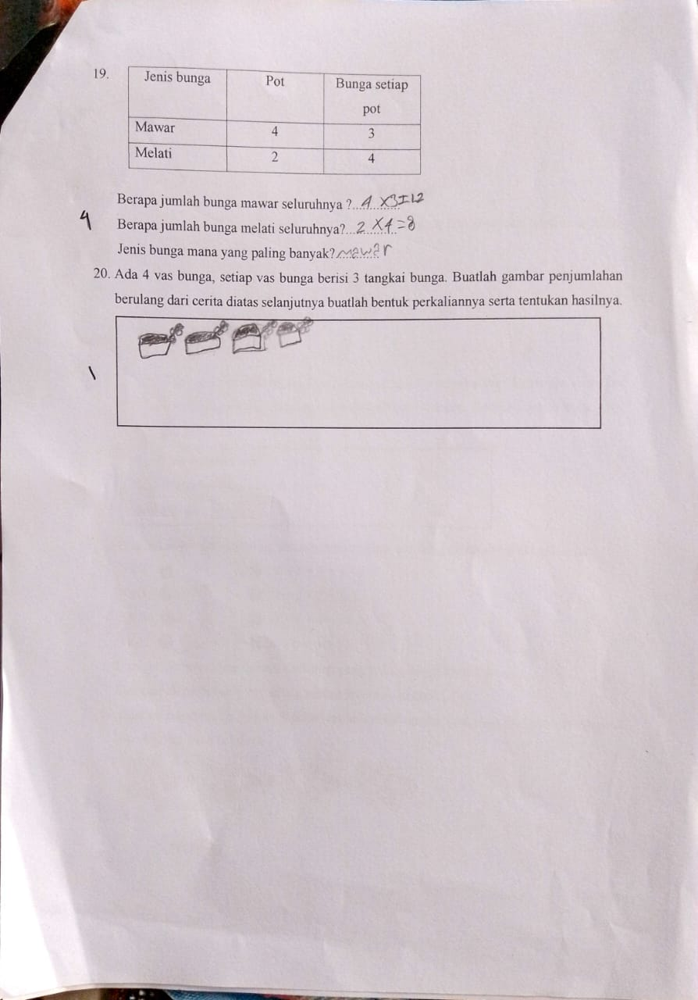 19.
Jenis bunga Pot Bunga setiap
pot
Mawar 4 3
Melati 2 4
Berapa jumlah bunga mawar seluruhnya ?...4 x3=12
4
Berapa jumlah bunga melati seluruhnya?...2 x4=8
Jenis bunga mana yang paling banyak?mawar
20. Ada 4 vas bunga, setiap vas bunga berisi 3 tangkai bunga. Buatlah gambar penjumlahan
berulang dari cerita diatas selanjutnya buatlah bentuk perkaliannya serta tentukan hasilnya.
\